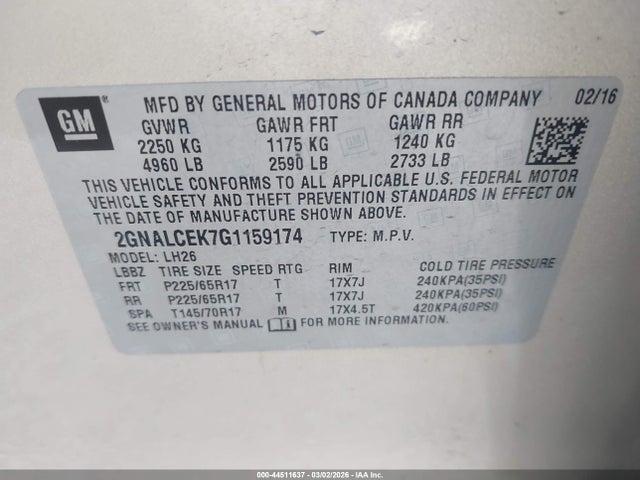 GM ®
MFD BY GENERAL MOTORS OF CANADA COMPANY 02/16
GVWR GAWR FRT GAWR RR
2250 KG 1175 KG 1240 KG
4960 LB 2590 LB 2733 LB
THIS VEHICLE CONFORMS TO ALL APPLICABLE U.S. FEDERAL MOTOR
VEHICLE SAFETY AND THEFT PREVENTION STANDARDS IN EFFECT ON
THE DATE OF MANUFACTURE SHOWN ABOVE.
2GNALCEK7G1159174 TYPE: M.P.V.
MODEL: LH26
LBBZ TIRE SIZE SPEED RTG RIM COLD TIRE PRESSURE
FRT P225/65R17 T 17X7J 240KPA(35PSI)
RR P225/65R17 T 17X7J 240KPA(35PSI)
SPA T145/70R17 M 17X4.5T 420KPA(60PSI)
SEE OWNER'S MANUAL
000-44511637 - 03/02/2026 - IAA Inc.